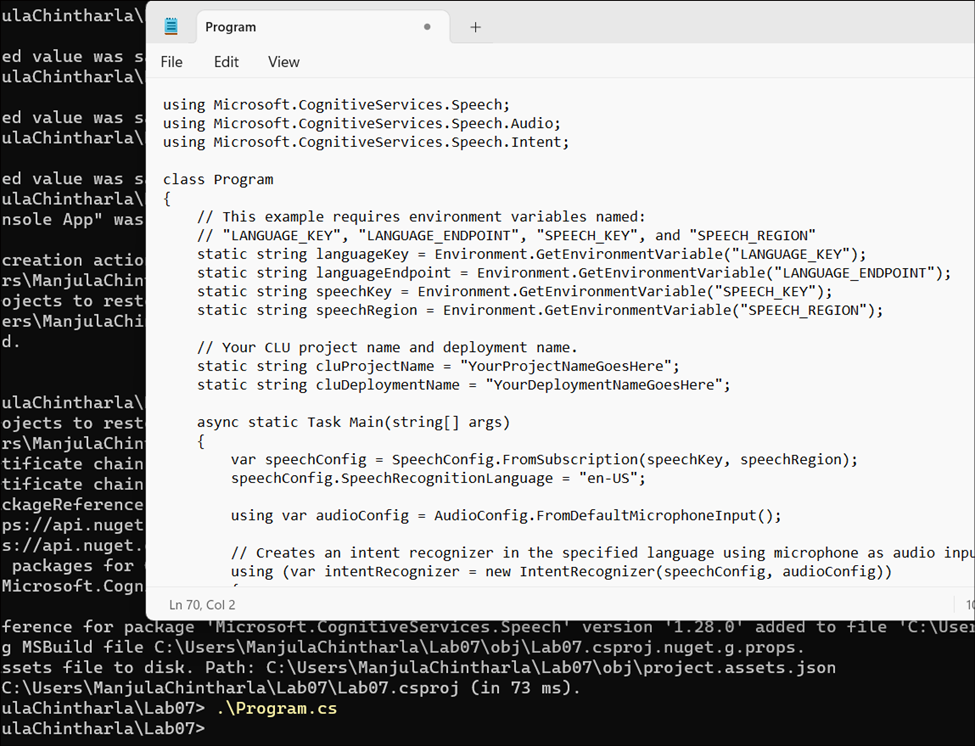 ulaChintharla\
ed value was s
ulaChintharla\
ed value was s
ulaChintharla\
ed value was s
ulaChintharla\
nsole App" was
creation actio
rs\ManjulaChin
ojects to rest
ers\ManjulaChi
d.
ulaChintharla\
ojects to rest
rs\ManjulaChin
tificate chain
tificate chain
ckageReference
ps://api.nuget
s://api.nuget.
packages for
Microsoft.Cogn
Program
+
File Edit View
using Microsoft.CognitiveServices.Speech;
using Microsoft.CognitiveServices.Speech.Audio;
using Microsoft.CognitiveServices.Speech.Intent;
class Program
{
// This example requires environment variables named:
// "LANGUAGE_KEY", "LANGUAGE_ENDPOINT", "SPEECH_KEY", and "SPEECH_REGION"
static string languageKey = Environment.GetEnvironmentVariable("LANGUAGE_KEY");
static string languageEndpoint = Environment.GetEnvironmentVariable("LANGUAGE_ENDPOINT");
static string speechKey = Environment.GetEnvironmentVariable("SPEECH_KEY");
static string speechRegion = Environment.GetEnvironmentVariable("SPEECH_REGION");
// Your CLU project name and deployment name.
static string cluProjectName = "YourProjectNameGoesHere";
static string cluDeploymentName = "YourDeploymentNameGoesHere";
async static Task Main(string[] args)
{
var speechConfig = SpeechConfig.FromSubscription(speechKey, speechRegion);
speechConfig.SpeechRecognitionLanguage = "en-US";
using var audioConfig = AudioConfig.FromDefaultMicrophoneInput();
// Creates an intent recognizer in the specified language using microphone as audio inpu
using (var intentRecognizer = new IntentRecognizer(speechConfig, audioConfig))
Ln 70, Col 2
10
ference for package 'Microsoft.CognitiveServices.Speech' version '1.28.0' added to file 'C:\User
g MSBuild file C:\Users\ManjulaChintharla\Lab07\obj\Lab07.csproj.nuget.g.props.
ssets file to disk. Path: C:\Users\ManjulaChintharla\Lab07\obj\project.assets.json
C:\Users\ManjulaChintharla\Lab07\Lab07.csproj (in 73 ms).
ulaChintharla\Lab07> .\Program.cs
ulaChintharla\Lab07>